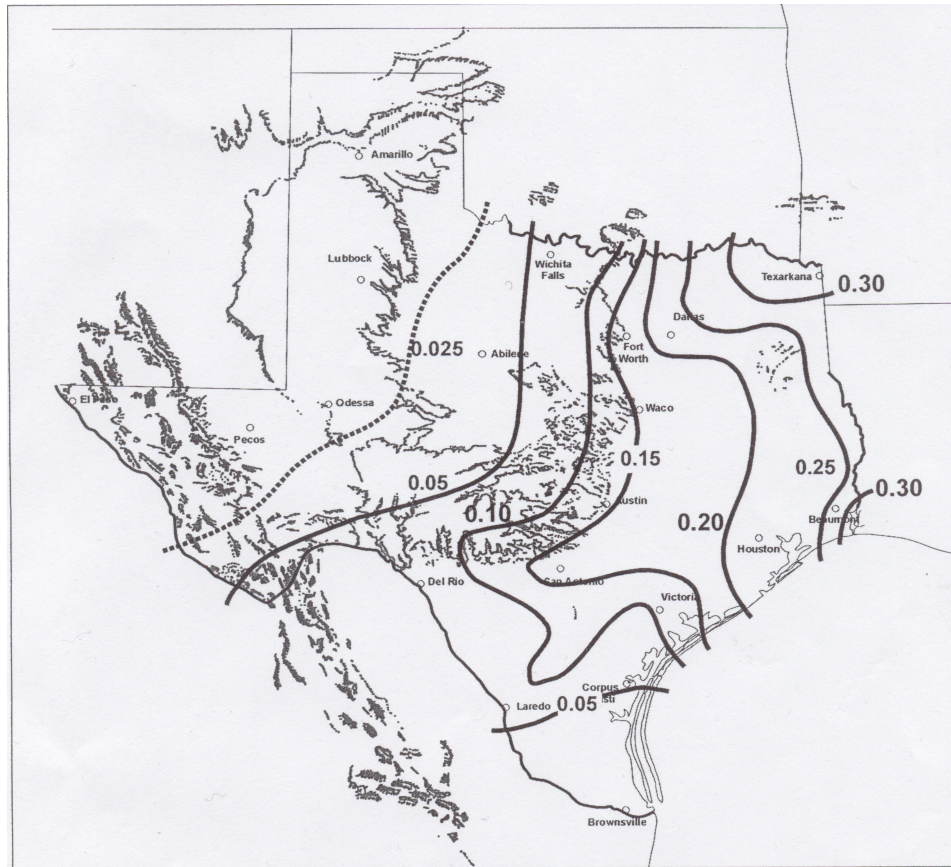 Amarillo
Lubbock
Wichita
Falls
Texarkana
0.30
Dallas
0.025
Abilene
Fort
Worth
El Paso
Odessa
Waco
Pecos
0.15
0.05
0.25
0.30
0.10
Austin
0.20
Beaumont
Houston
Del Rio
San Antonio
Victoria
Corpus
Laredo
0.05
Brownsville